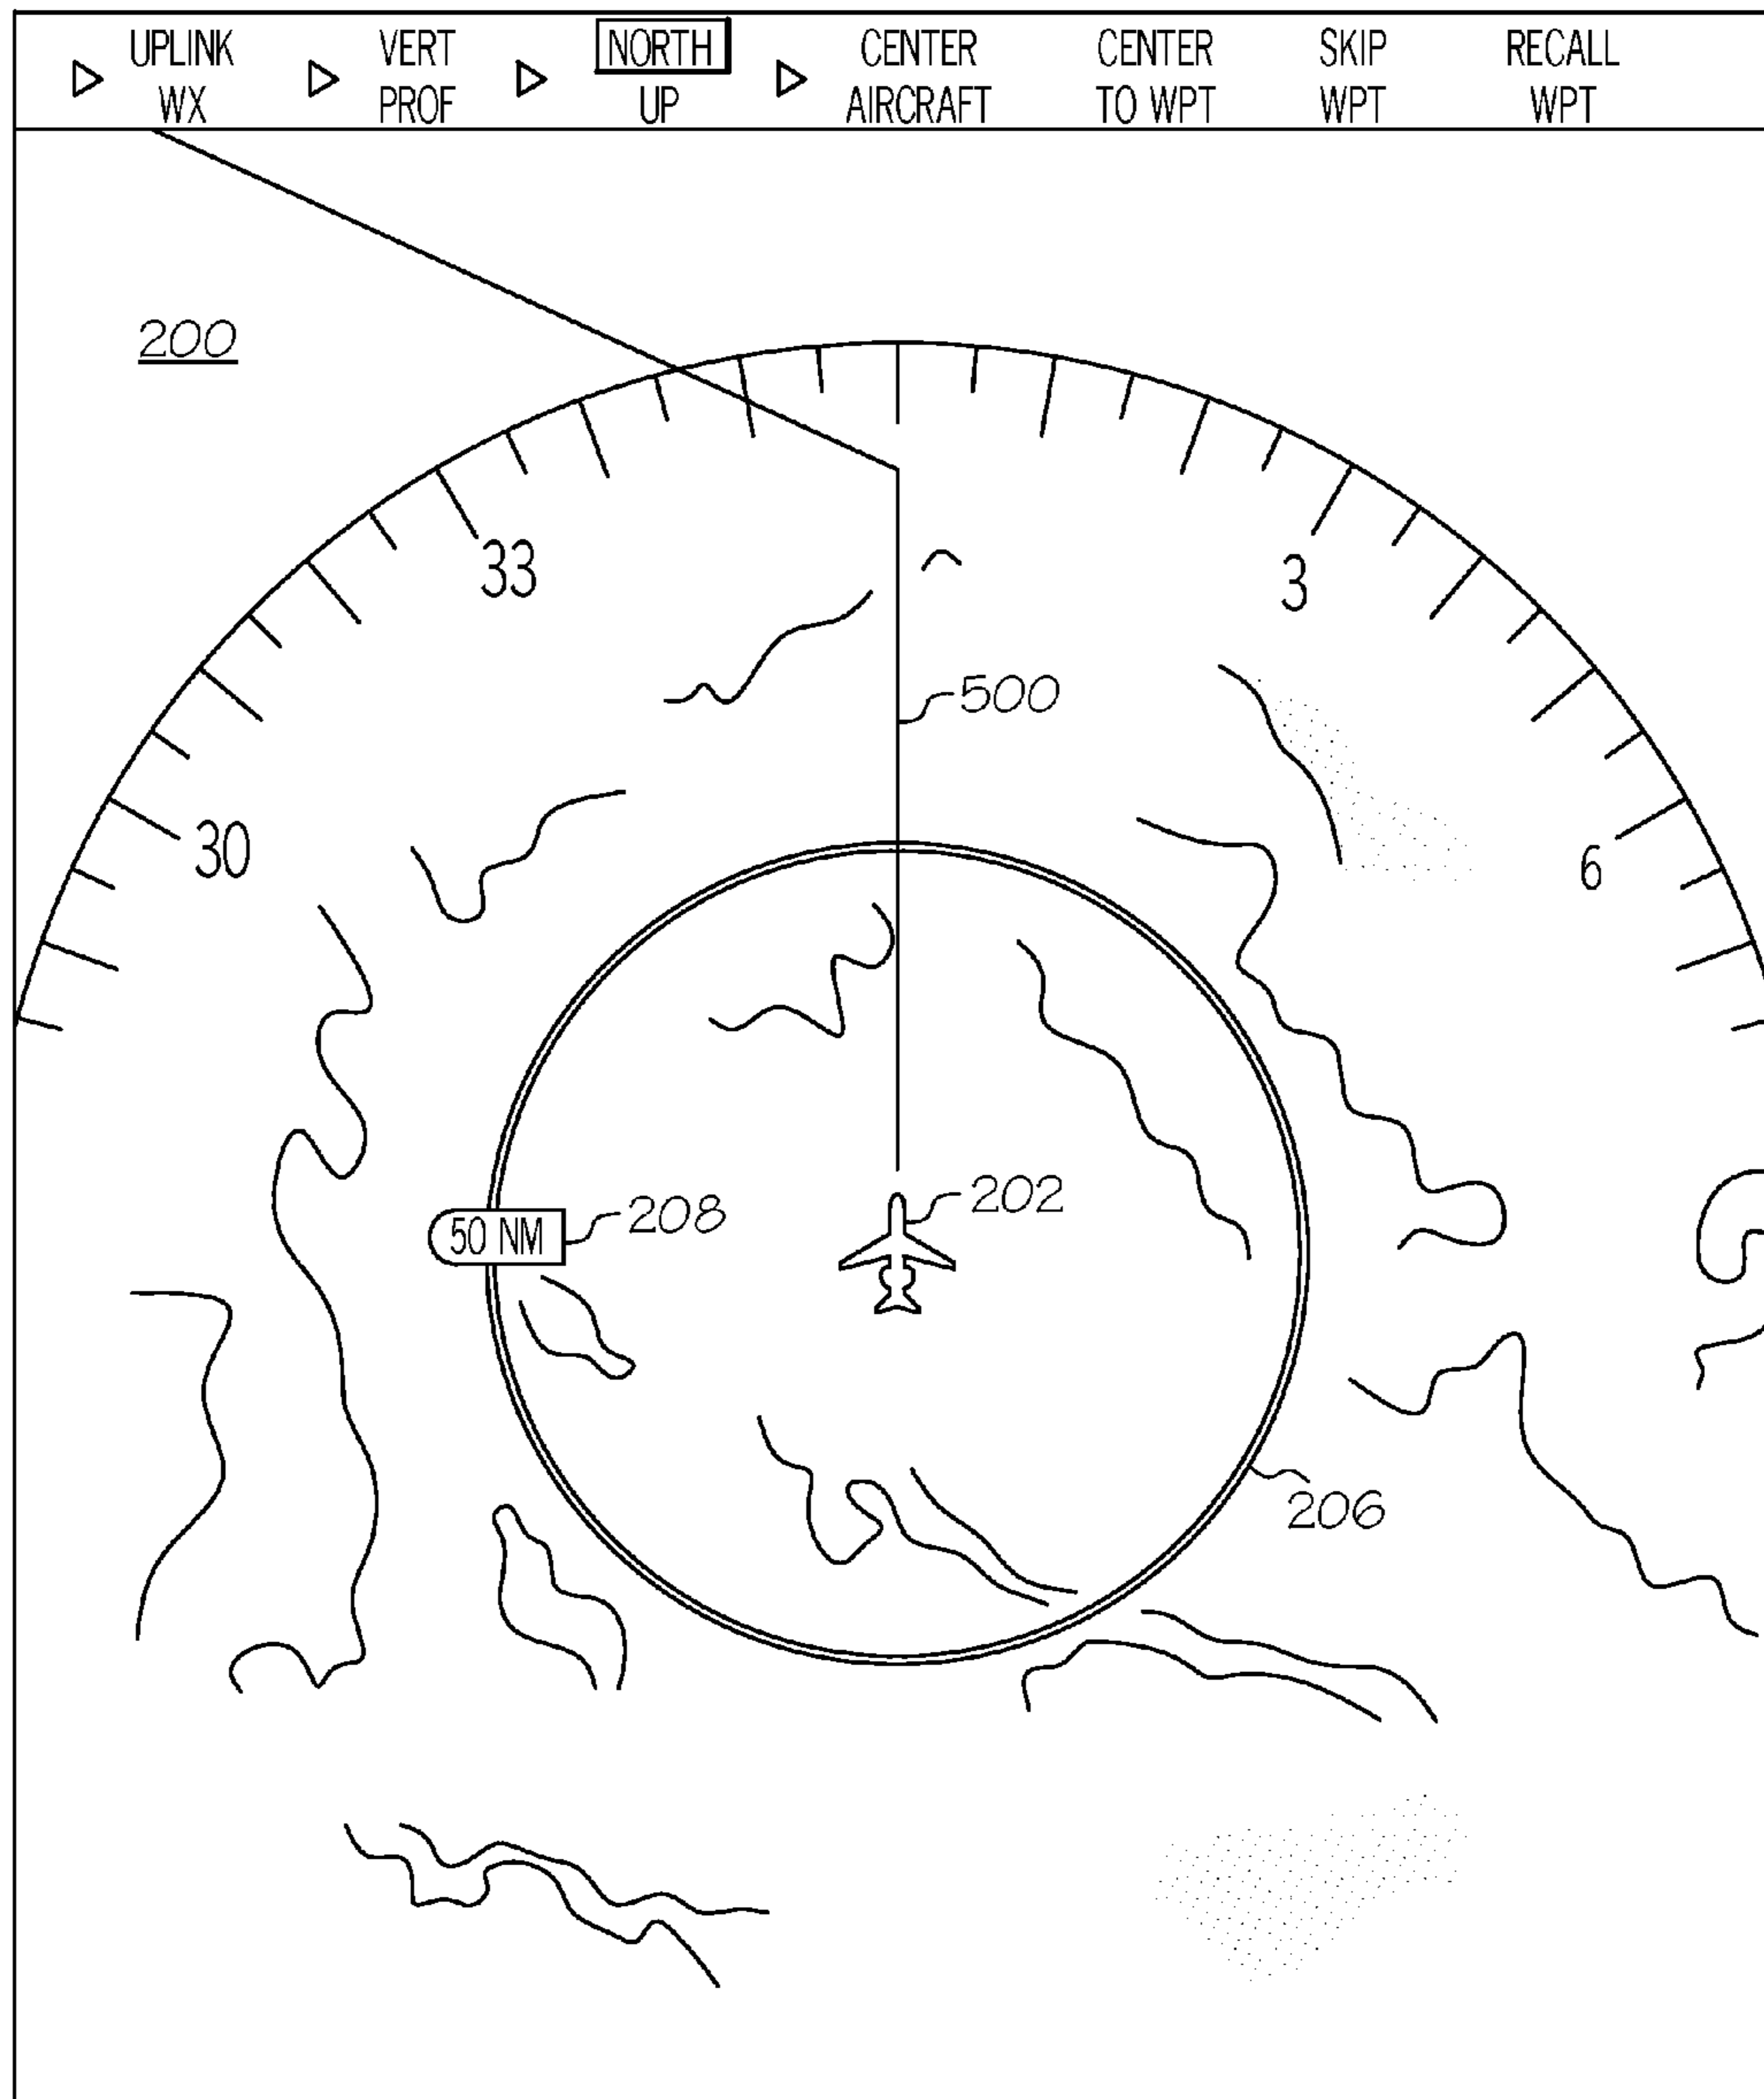 UPLINK WX
VERT PROF
NORTH UP
CENTER AIRCRAFT
CENTER TO WPT
SKIP WPT
RECALL WPT
200
33
3
500
30
6
202
208
50 NM
206